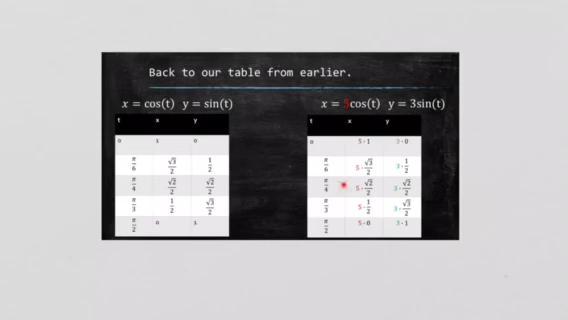 Back to our table from earlier.
x = cos(t) y = sin(t)
t x y
0 1 0
π/6 √3/2 1/2
π/4 √2/2 √2/2
π/3 1/2 √3/2
π/2 0 1
x = 5cos(t) y = 3sin(t)
t x y
0 5·1 3·0
π/6 5·√3/2 3·1/2
π/4 5·√2/2 3·√2/2
π/3 5·1/2 3·√3/2
π/2 5·0 3·1